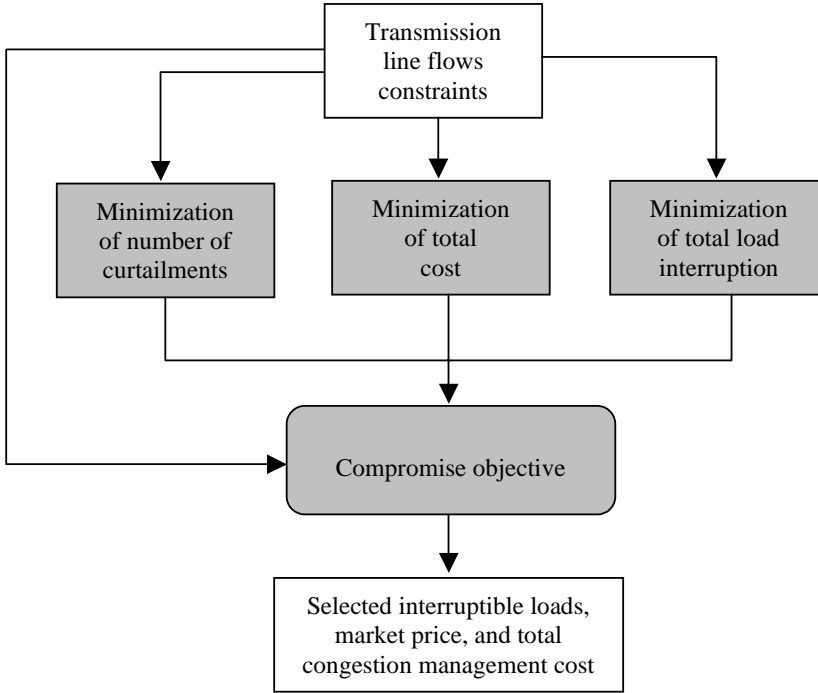 Transmission
line flows
constraints
Minimization
of number of
curtailments
Minimization
of total
cost
Minimization
of total load
interruption
Compromise objective
Selected interruptible loads,
market price, and total
congestion management cost